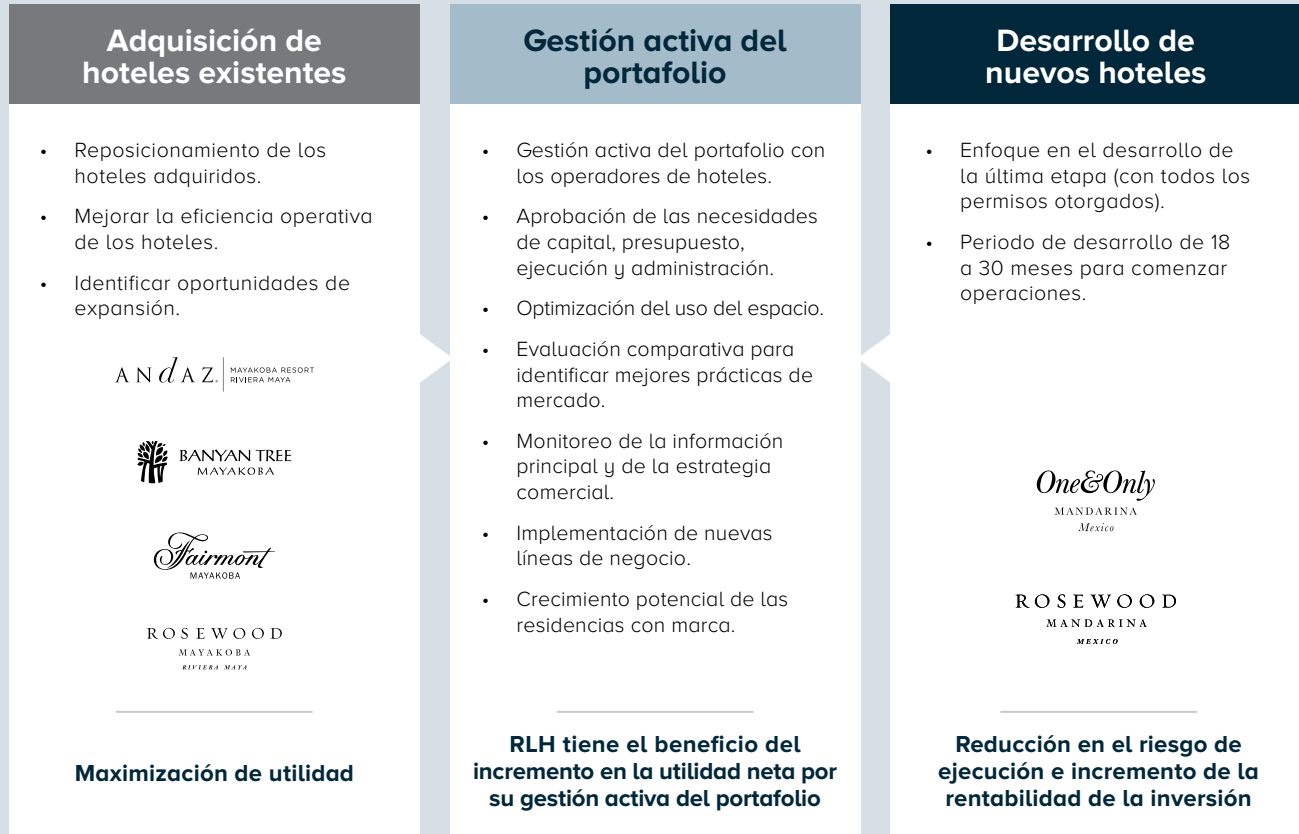 Adquisición de
hoteles existentes
• Reposicionamiento de los
hoteles adquiridos.
• Mejorar la eficiencia operativa
de los hoteles.
• Identificar oportunidades de
expansión.
ANdAZ. MAYAKOBA RESORT
RIVIERA MAYA
BANYAN TREE
MAYAKOBA
Fairmont
MAYAKOBA
ROSEWOOD
MAYAKOBA
RIVIERA MAYA
Maximización de utilidad
Gestión activa del
portafolio
• Gestión activa del portafolio con
los operadores de hoteles.
• Aprobación de las necesidades
de capital, presupuesto,
ejecución y administración.
• Optimización del uso del espacio.
• Evaluación comparativa para
identificar mejores prácticas de
mercado.
• Monitoreo de la información
principal y de la estrategia
comercial.
• Implementación de nuevas
líneas de negocio.
• Crecimiento potencial de las
residencias con marca.
RLH tiene el beneficio del
incremento en la utilidad neta por
su gestión activa del portafolio
Desarrollo de
nuevos hoteles
• Enfoque en el desarrollo de
la última etapa (con todos los
permisos otorgados).
• Periodo de desarrollo de 18
a 30 meses para comenzar
operaciones.
One&Only
MANDARINA
Mexico
ROSEWOOD
MANDARINA
MEXICO
Reducción en el riesgo de
ejecución e incremento de la
rentabilidad de la inversión